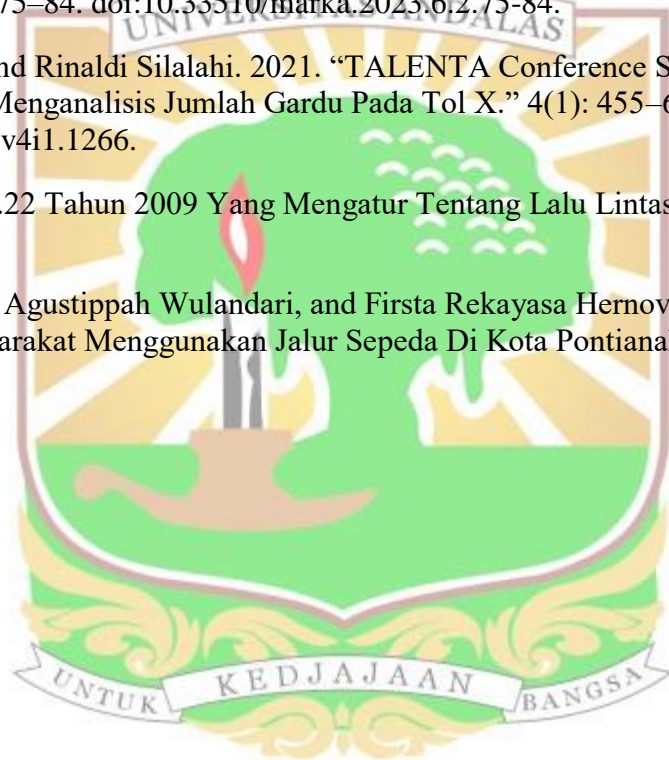 75–84. doi:10.33510/marka.2023.6.2.75-84.
UNIVERSITAS ANDALAS
nd Rinaldi Silalahi. 2021. “TALENTA Conference S
Menganalisis Jumlah Gardu Pada Tol X.” 4(1): 455–6
v4i1.1266.
.22 Tahun 2009 Yang Mengatur Tentang Lalu Lintas
Agustippah Wulandari, and Firsta Rekayasa Hernov
arakat Menggunakan Jalur Sepeda Di Kota Pontiana
UNTUK KEDJAJAAN BANGSA